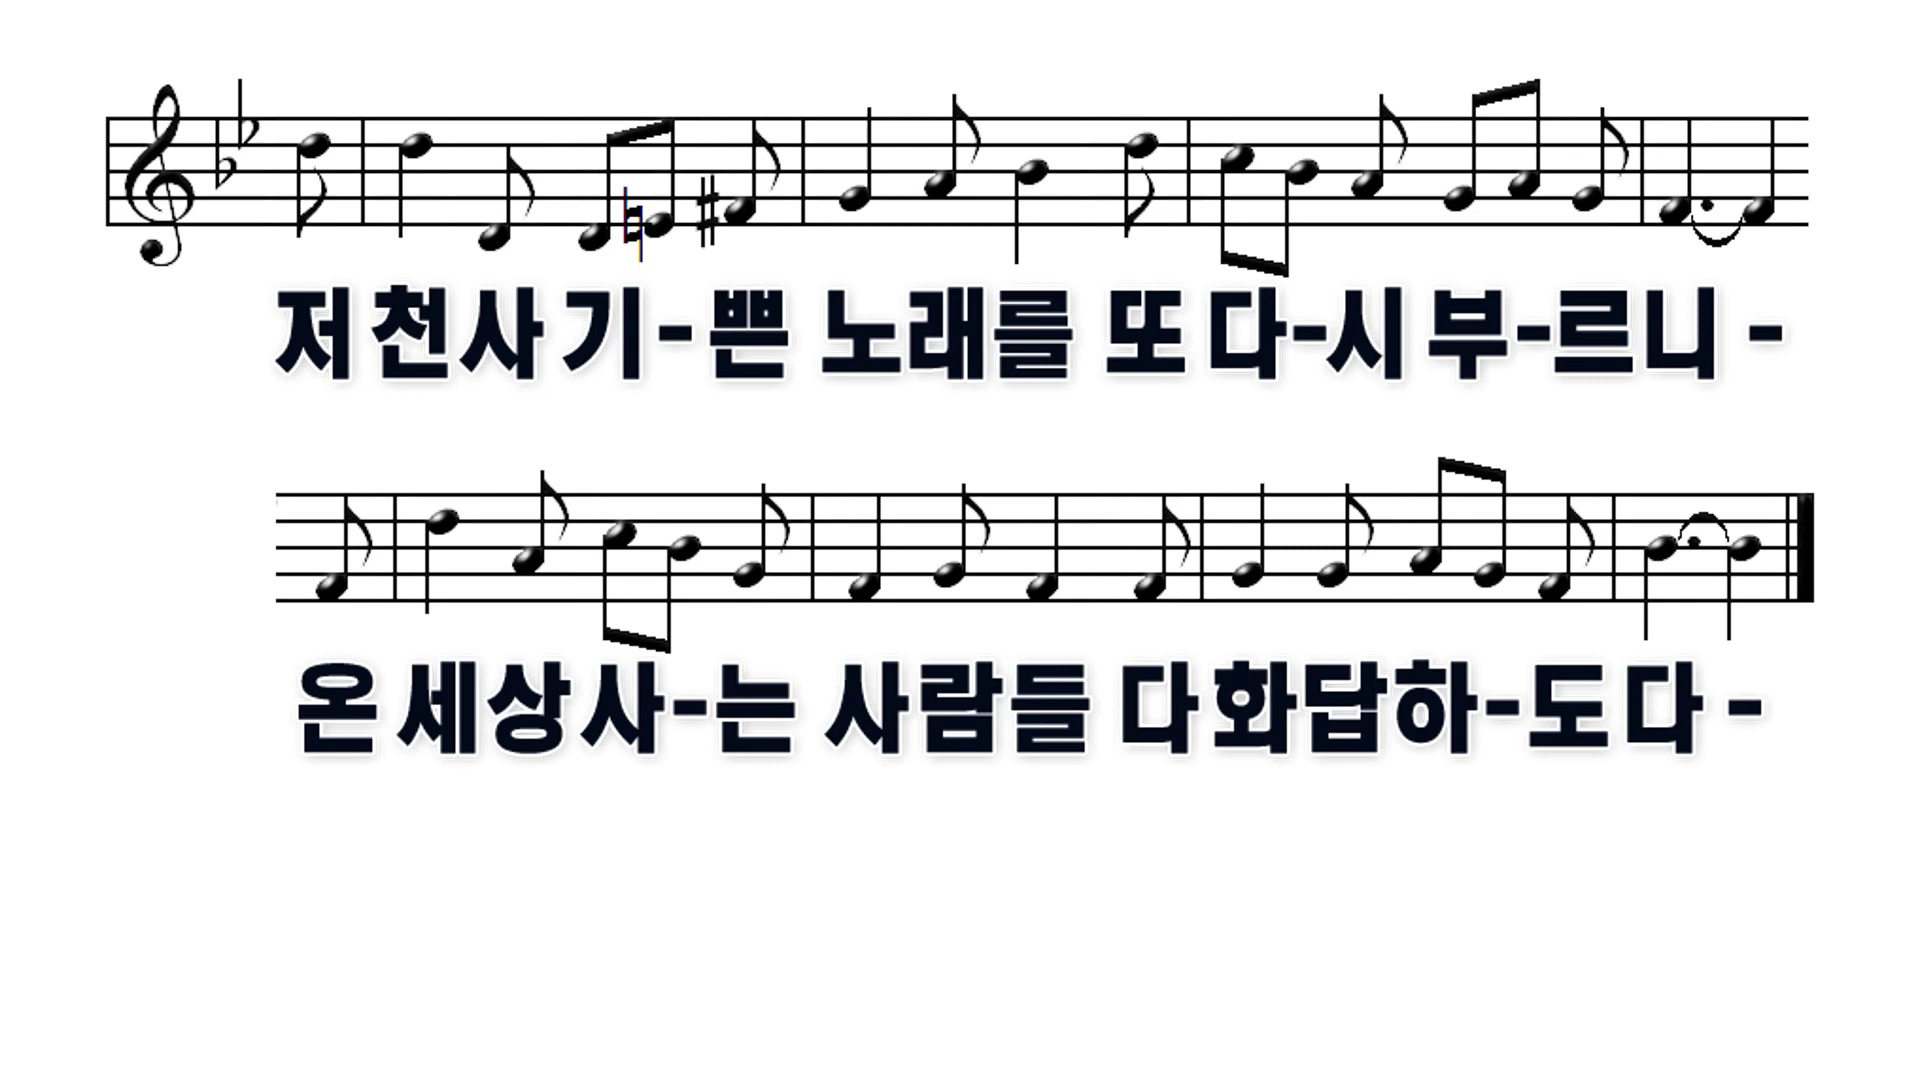 저 천사 기-쁜 노래를 또 다-시 부-르니 -
온 세상 사-는 사람들 다 화답하-도다 -